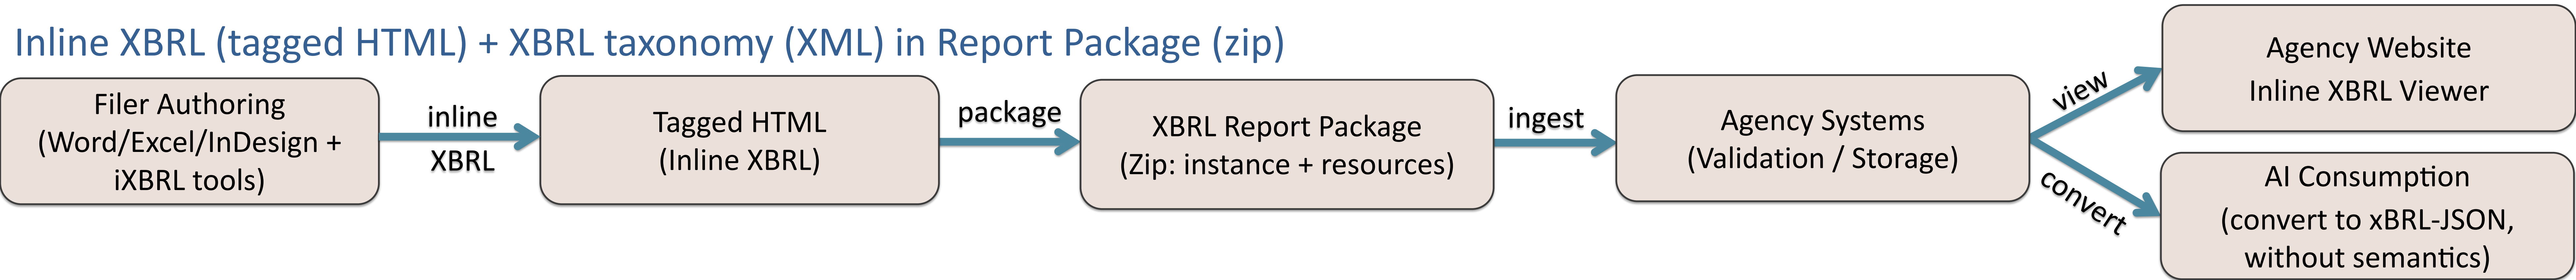 Inline XBRL (tagged HTML) + XBRL taxonomy (XML) in Report Package (zip)
Filer Authoring
(Word/Excel/InDesign +
iXBRL tools)
inline
XBRL
Tagged HTML
(Inline XBRL)
package
XBRL Report Package
(Zip: instance + resources)
ingest
Agency Systems
(Validation / Storage)
view
Agency Website
Inline XBRL Viewer
convert
AI Consumption
(convert to xBRL-JSON,
without semantics)